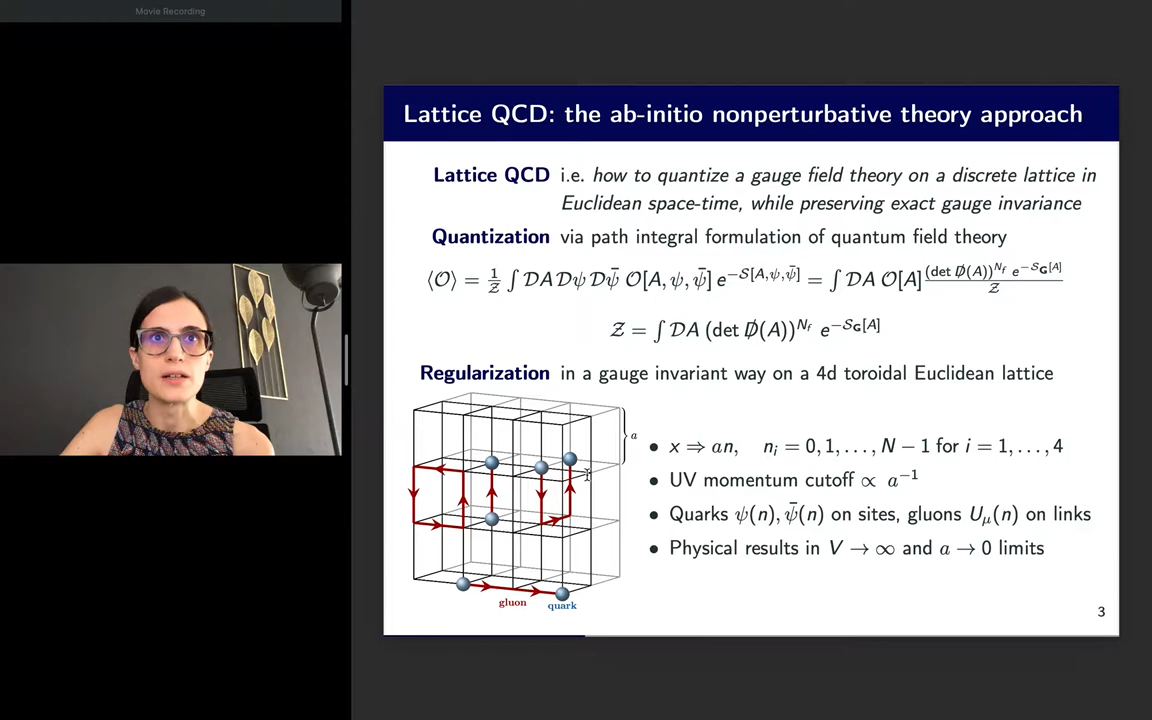 Movie Recording
Lattice QCD: the ab-initio nonperturbative theory approach
Lattice QCD i.e. how to quantize a gauge field theory on a discrete lattice in
Euclidean space-time, while preserving exact gauge invariance
Quantization via path integral formulation of quantum field theory
⟨𝒪⟩ = 1/𝒵 ∫ 𝒟A𝒟ψ𝒟ψ̄ 𝒪[A, ψ, ψ̄] e^{−𝒮[A,ψ,ψ̄]} = ∫ 𝒟A 𝒪[A] (det D̸(A))^{N_f} e^{−𝒮_G[A]}/𝒵
𝒵 = ∫ 𝒟A (det D̸(A))^{N_f} e^{−𝒮_G[A]}
Regularization in a gauge invariant way on a 4d toroidal Euclidean lattice
a
• x ⇒ an, n_i = 0, 1, . . . , N − 1 for i = 1, . . . , 4
• UV momentum cutoff ∝ a^{−1}
• Quarks ψ(n), ψ̄(n) on sites, gluons U_μ(n) on links
• Physical results in V → ∞ and a → 0 limits
gluon quark
3